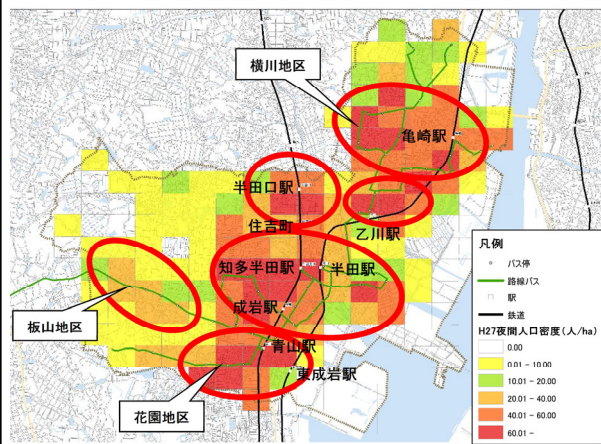 横川地区
亀崎駅
半田口駅
住吉町
乙川駅
知多半田駅
半田駅
成岩駅
板山地区
青山駅
東成岩駅
花園地区
凡例
バス停
路線バス
駅
鉄道
H27夜間人口密度(人/ha)
0.00
0.01 - 10.00
10.01 - 20.00
20.01 - 40.00
40.01 - 60.00
60.01 -